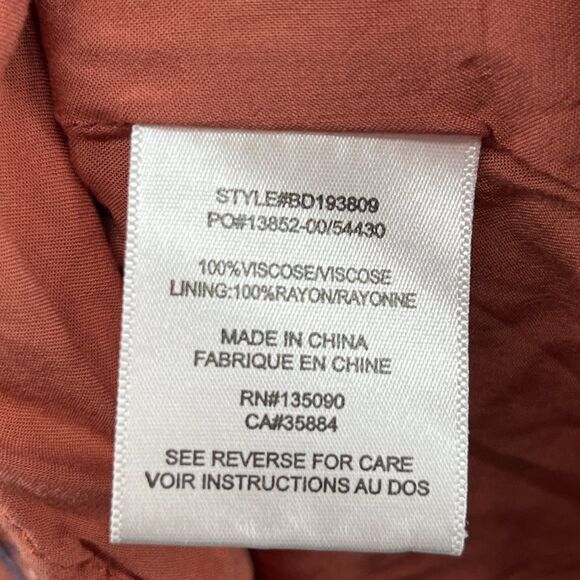 STYLE#BD193809
PO#13852-00/54430
100%VISCOSE/VISCOSE
LINING:100%RAYON/RAYONNE
MADE IN CHINA
FABRIQUE EN CHINE
RN#135090
CA#35884
SEE REVERSE FOR CARE
VOIR INSTRUCTIONS AU DOS